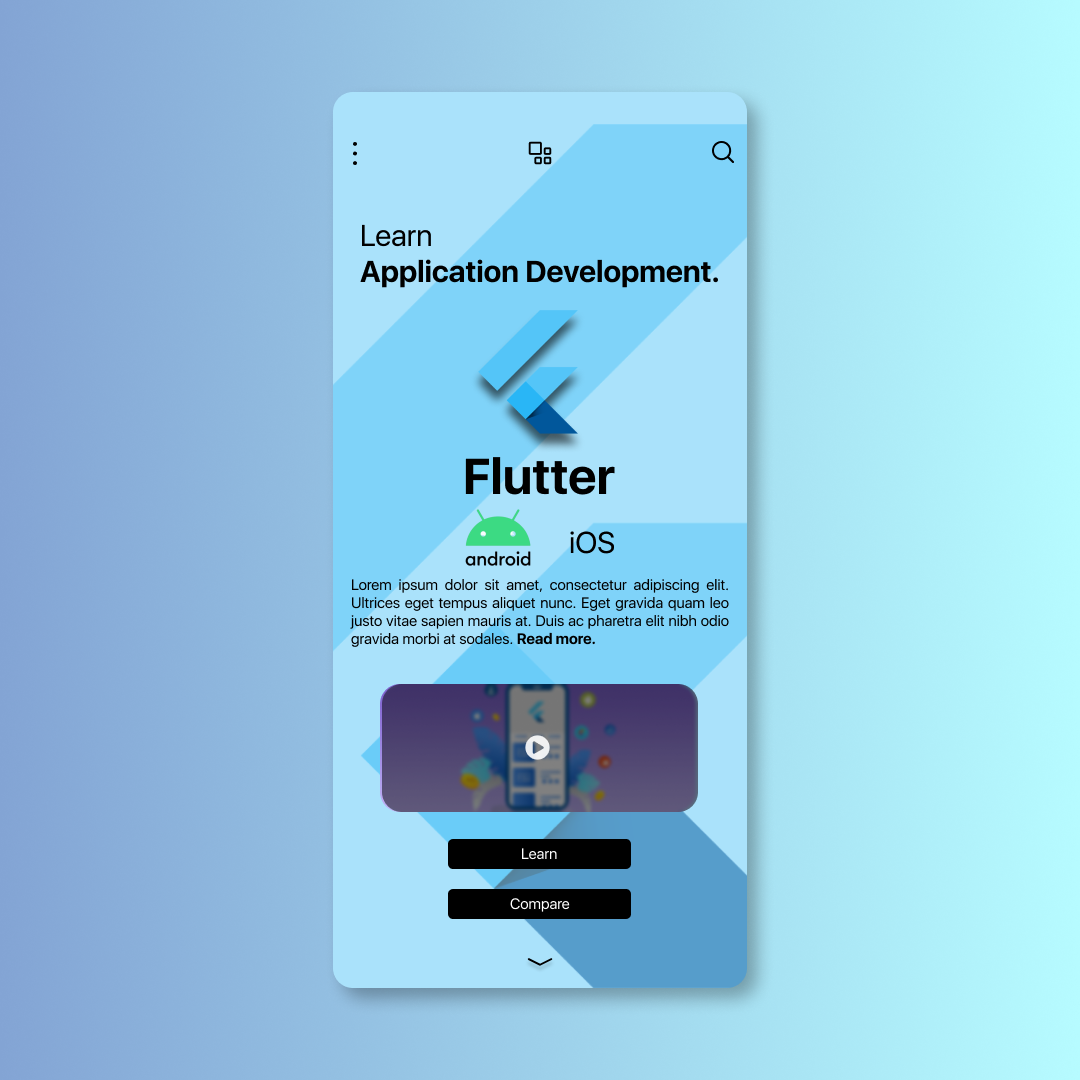 Learn
Application Development.
Flutter
android
iOS
Lorem ipsum dolor sit amet, consectetur adipiscing elit.
Ultrices eget tempus aliquet nunc. Eget gravida quam leo
justo vitae sapien mauris at. Duis ac pharetra elit nibh odio
gravida morbi at sodales. Read more.
Learn
Compare